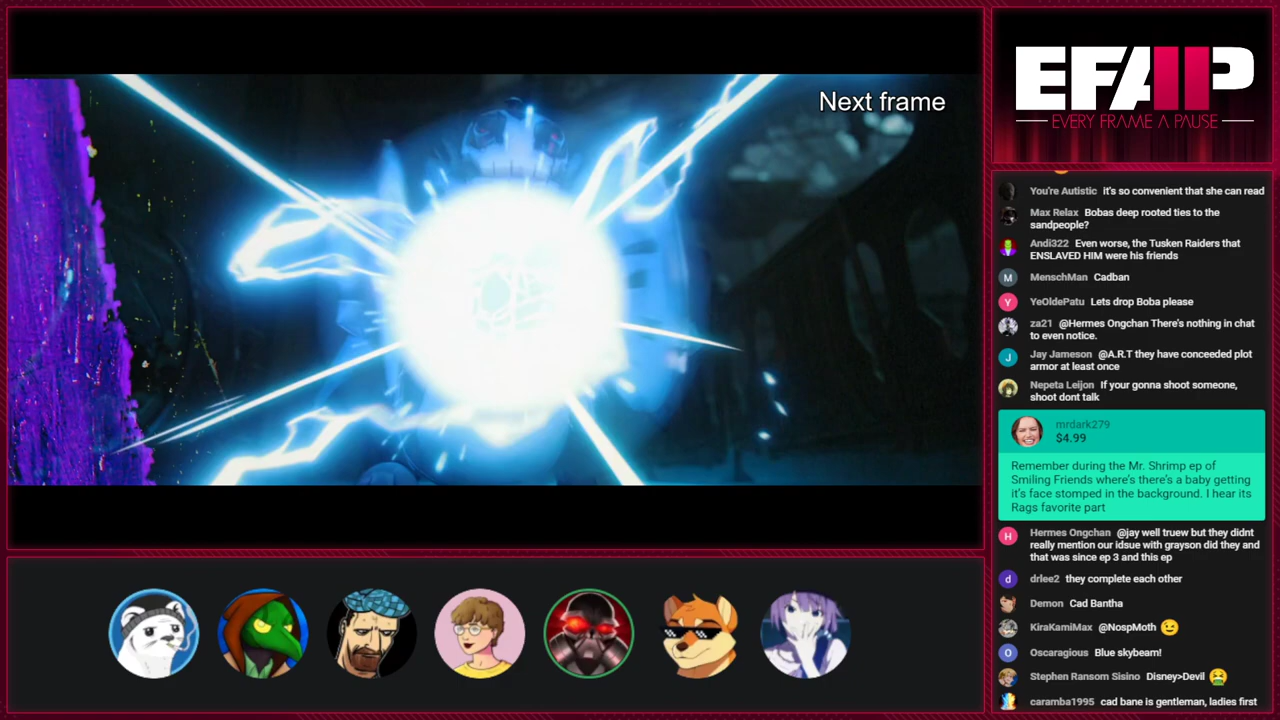 Next frame
EFAP
EVERY FRAME A PAUSE
You're Autistic it's so convenient that she can read
Max Relax Bobas deep rooted ties to the
sandpeople?
Andi322 Even worse, the Tusken Raiders that
ENSLAVED HIM were his friends
M
MenschMan Cadban
Y
YeOldePatu Lets drop Boba please
za21 @Hermes Ongchan There's nothing in chat
to even notice.
J
Jay Jameson @A.R.T they have conceeded plot
armor at least once
Nepeta Leijon If your gonna shoot someone,
shoot dont talk
mrdark279
$4.99
Remember during the Mr. Shrimp ep of
Smiling Friends where's there's a baby getting
it's face stomped in the background. I hear its
Rags favorite part
H
Hermes Ongchan @jay well truew but they didnt
really mention our idsue with grayson did they and
that was since ep 3 and this ep
d
drlee2 they complete each other
Demon Cad Bantha
KiraKamiMax @NospMoth 😉
O
Oscaragious Blue skybeam!
Stephen Ransom Sisino Disney>Devil 🤮
caramba1995 cad bane is gentleman, ladies first